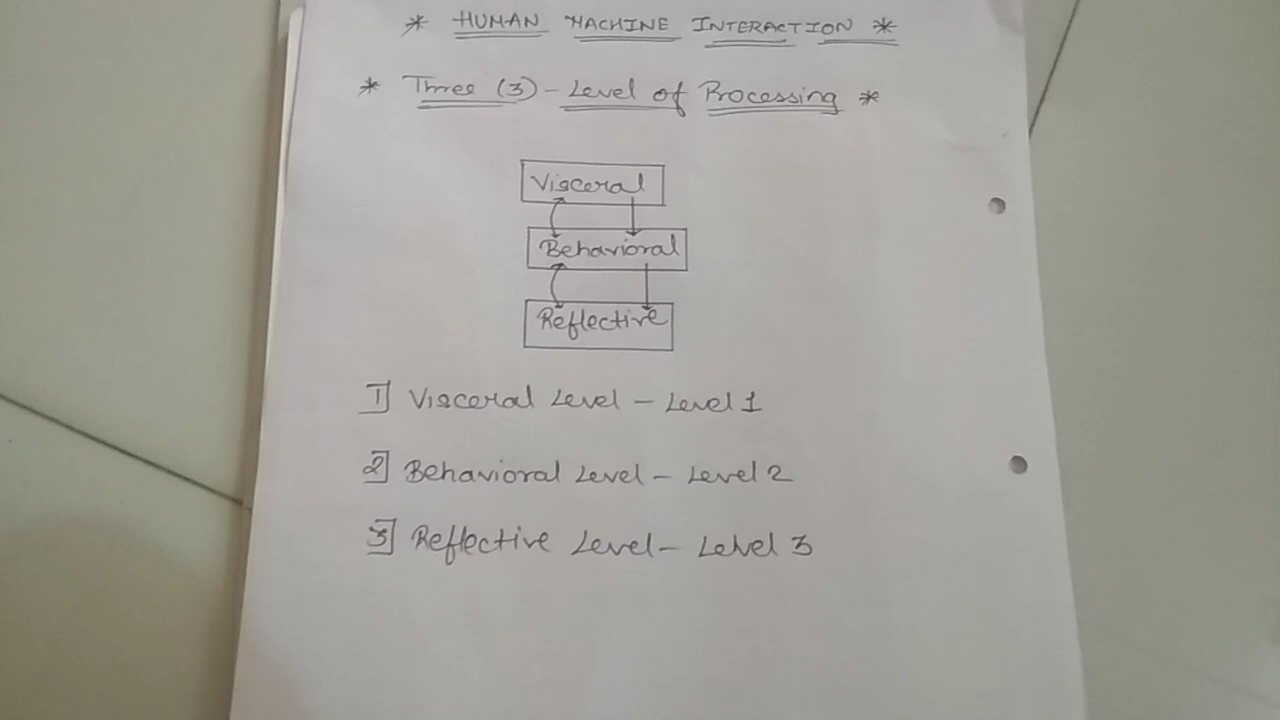 * HUMAN MACHINE INTERACTION *
* Three (3) - Level of Processing *
Visceral
Behavioral
Reflective
1] Visceral Level - Level 1
2] Behavioral Level - Level 2
3] Reflective Level - Level 3